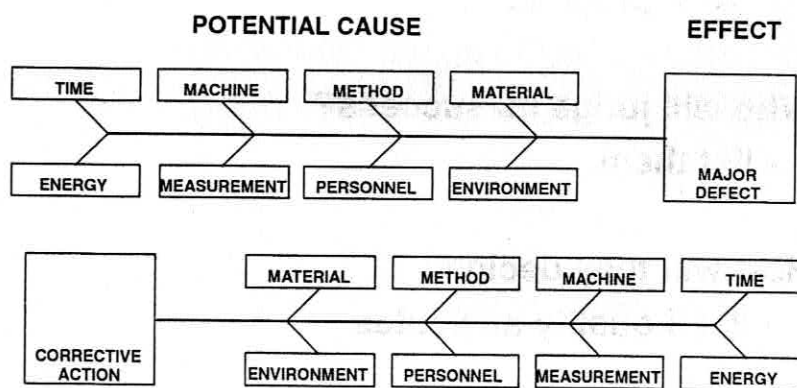 POTENTIAL CAUSE EFFECT
TIME MACHINE METHOD MATERIAL
ENERGY MEASUREMENT PERSONNEL ENVIRONMENT
MAJOR
DEFECT
MATERIAL METHOD MACHINE TIME
CORRECTIVE
ACTION
ENVIRONMENT PERSONNEL MEASUREMENT ENERGY